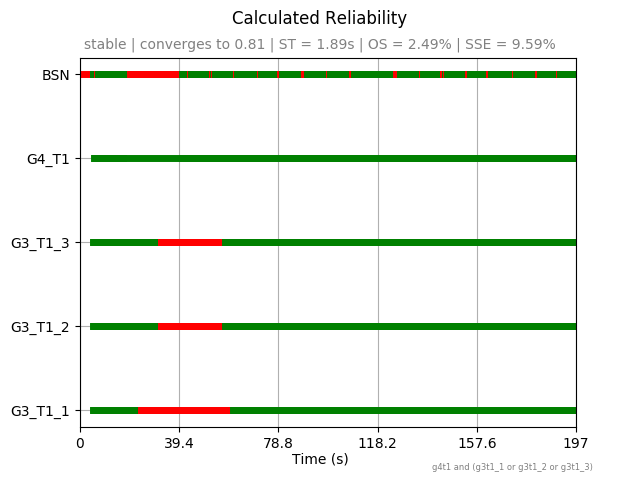 Calculated Reliability
stable | converges to 0.81 | ST = 1.89s | OS = 2.49% | SSE = 9.59%
BSN
G4_T1
G3_T1_3
G3_T1_2
G3_T1_1
0 39.4 78.8 118.2 157.6 197
Time (s)
g4t1 and (g3t1_1 or g3t1_2 or g3t1_3)